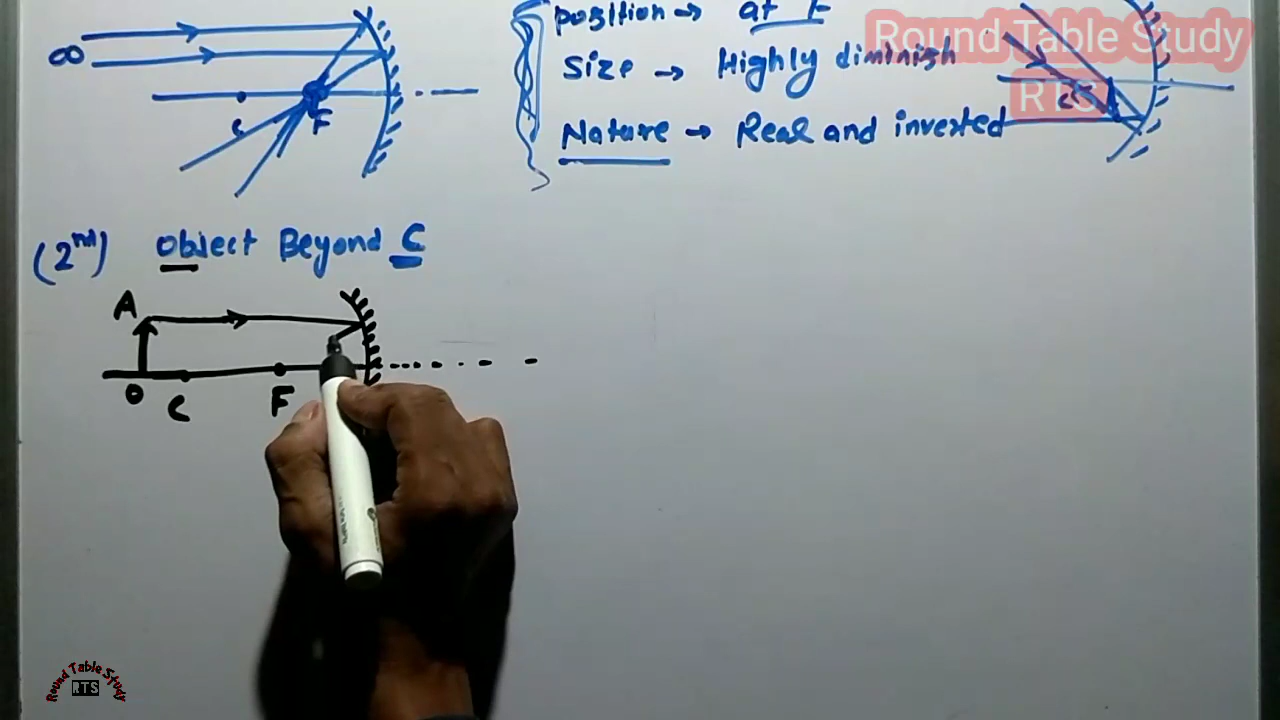 position → at F
Size → Highly diminish
Nature → Real and inversted
∞
c
F
c
Round Table Study
RTS
(2nd) Object Beyond C
A
O
C
F
Round Table Study
RTS